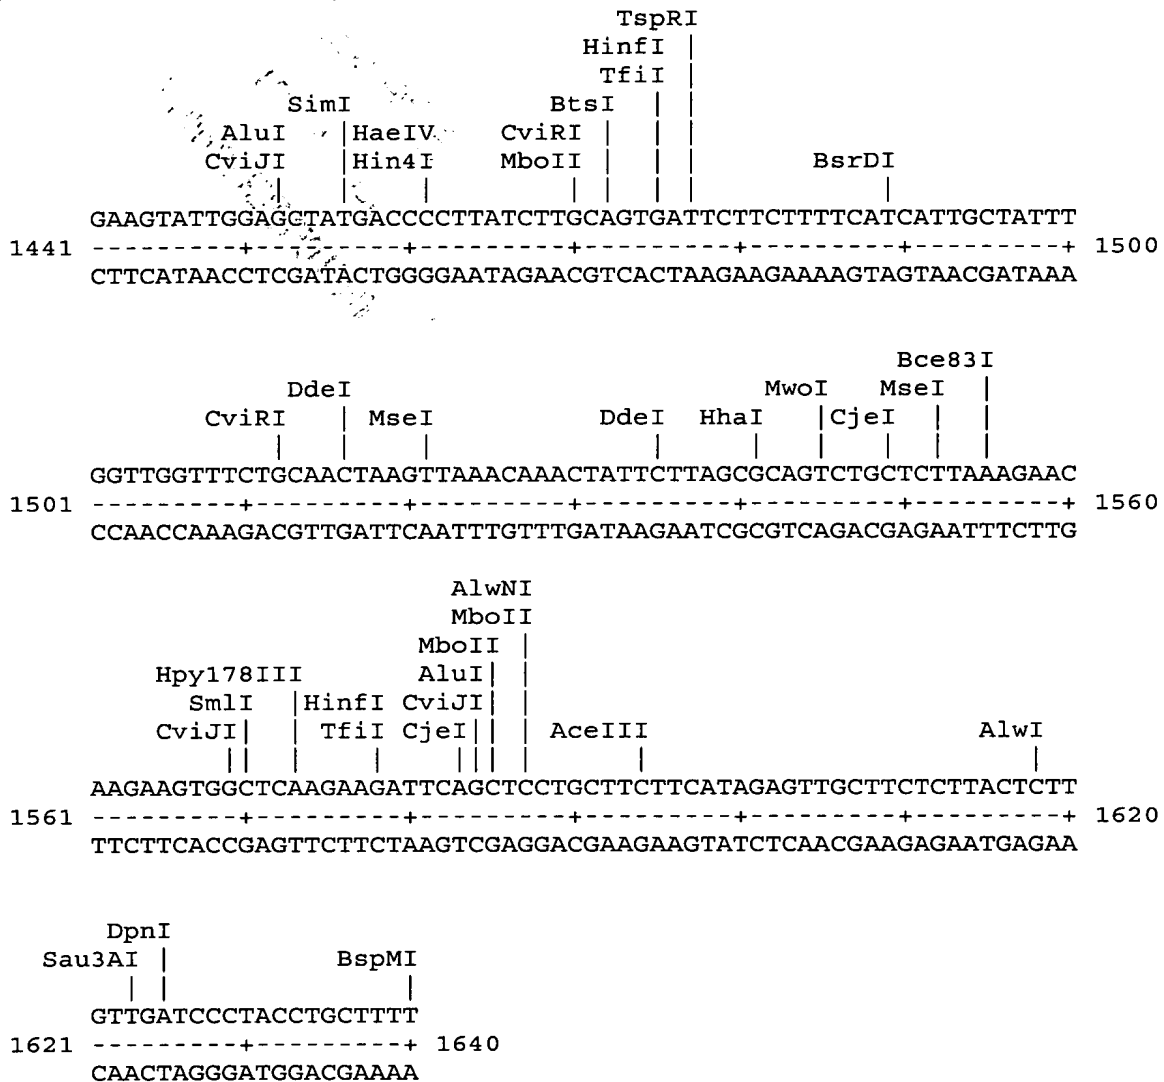 TspRI
HinfI |
TfiI |
SimI BtsI | |
AluI | HaeIV CviRI | | |
CviJI | Hin4I MboII | | | BsrDI
| | | | | | | |
GAAGTATTGGAGCTATGACCCCTTATCTTGCAGTGATTCTTCTTTTCATCATTGCTATTT
1441 ---------+---------+---------+---------+---------+---------+ 1500
CTTCATAACCTCGATACTGGGGAATAGAACGTCACTAAGAAGAAAAGTAGTAACGATAAA
Bce83I
DdeI MwoI MseI |
CviRI | MseI DdeI HhaI | CjeI | |
| | | | | | | | |
GGTTGGTTTCTGCAACTAAGTTAAACAAACTATTCTTAGCGCAGTCTGCTCTTAAAGAAC
1501 ---------+---------+---------+---------+---------+---------+ 1560
CCAACCAAAGACGTTGATTCAATTTGTTTGATAAGAATCGCGTCAGACGAGAATTTCTTG
AlwNI
MboII
MboII |
Hpy178III AluI| |
SmlI | HinfI CviJI| |
CviJI| | TfiI CjeI || | AceIII AlwI
|| | | ||| | | |
AAGAAGTGGCTCAAGAAGATTCAGCTCCTGCTTCTTCATAGAGTTGCTTCTCTTACTCTT
1561 ---------+---------+---------+---------+---------+---------+ 1620
TTCTTCACCGAGTTCTTCTAAGTCGAGGACGAAGAAGTATCTCAACGAAGAGAATGAGAA
DpnI
Sau3AI | BspMI
| | |
GTTGATCCCTACCTGCTTTT
1621 ---------+---------+ 1640
CAACTAGGGATGGACGAAAA